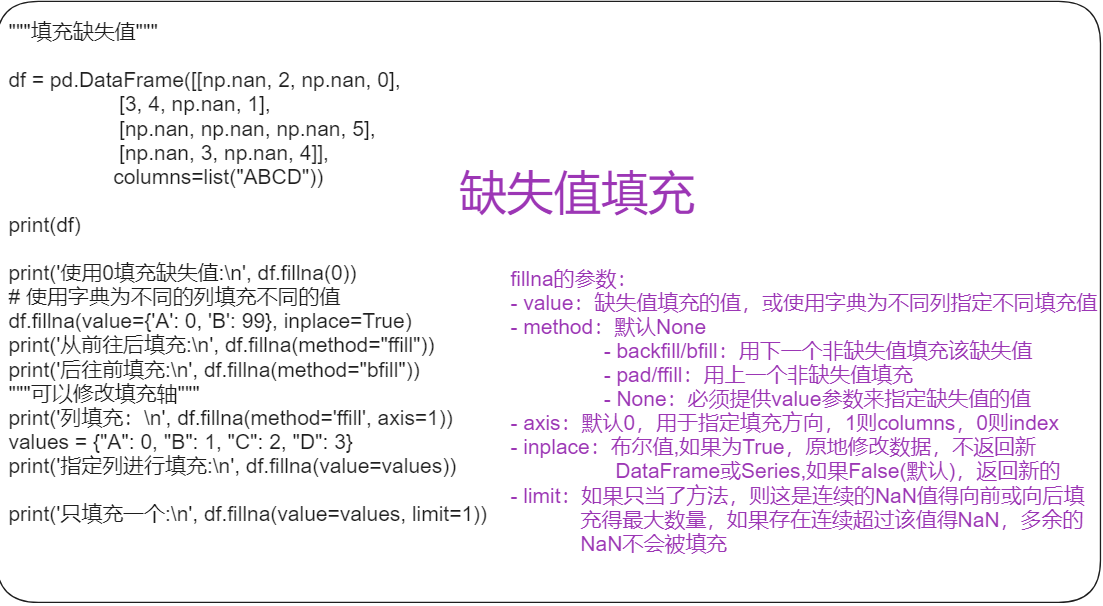 """填充缺失值"""
df = pd.DataFrame([[np.nan, 2, np.nan, 0],
[3, 4, np.nan, 1],
[np.nan, np.nan, np.nan, 5],
[np.nan, 3, np.nan, 4]],
columns=list("ABCD"))
print(df)
print('使用0填充缺失值:\n', df.fillna(0))
# 使用字典为不同的列填充不同的值
df.fillna(value={'A': 0, 'B': 99}, inplace=True)
print('从前往后填充:\n', df.fillna(method="ffill"))
print('后往前填充:\n', df.fillna(method="bfill"))
"""可以修改填充轴"""
print('列填充：\n', df.fillna(method='ffill', axis=1))
values = {"A": 0, "B": 1, "C": 2, "D": 3}
print('指定列进行填充:\n', df.fillna(value=values))
print('只填充一个:\n', df.fillna(value=values, limit=1))
缺失值填充
fillna的参数：
- value：缺失值填充的值，或使用字典为不同列指定不同填充值
- method：默认None
- backfill/bfill：用下一个非缺失值填充该缺失值
- pad/ffill：用上一个非缺失值填充
- None：必须提供value参数来指定缺失值的值
- axis：默认0，用于指定填充方向，1则columns，0则index
- inplace：布尔值,如果为True，原地修改数据，不返回新
DataFrame或Series,如果False(默认)，返回新的
- limit：如果只当了方法，则这是连续的NaN值得向前或向后填
充得最大数量，如果存在连续超过该值得NaN，多余的
NaN不会被填充